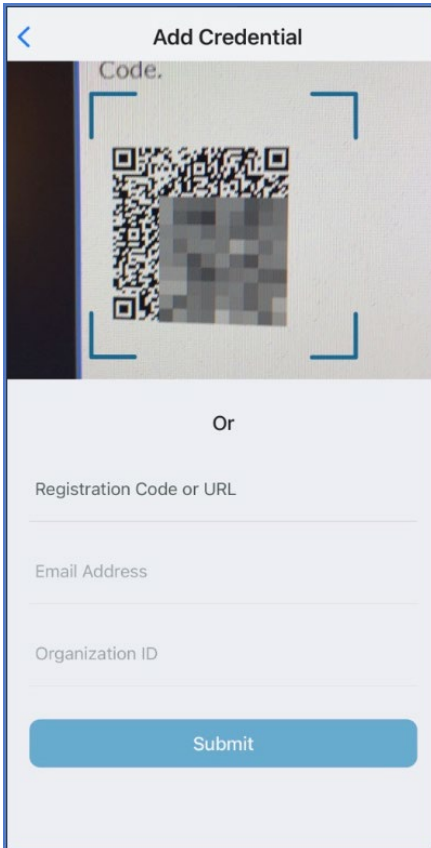 Add Credential
Code.
Or
Registration Code or URL
Email Address
Organization ID
Submit